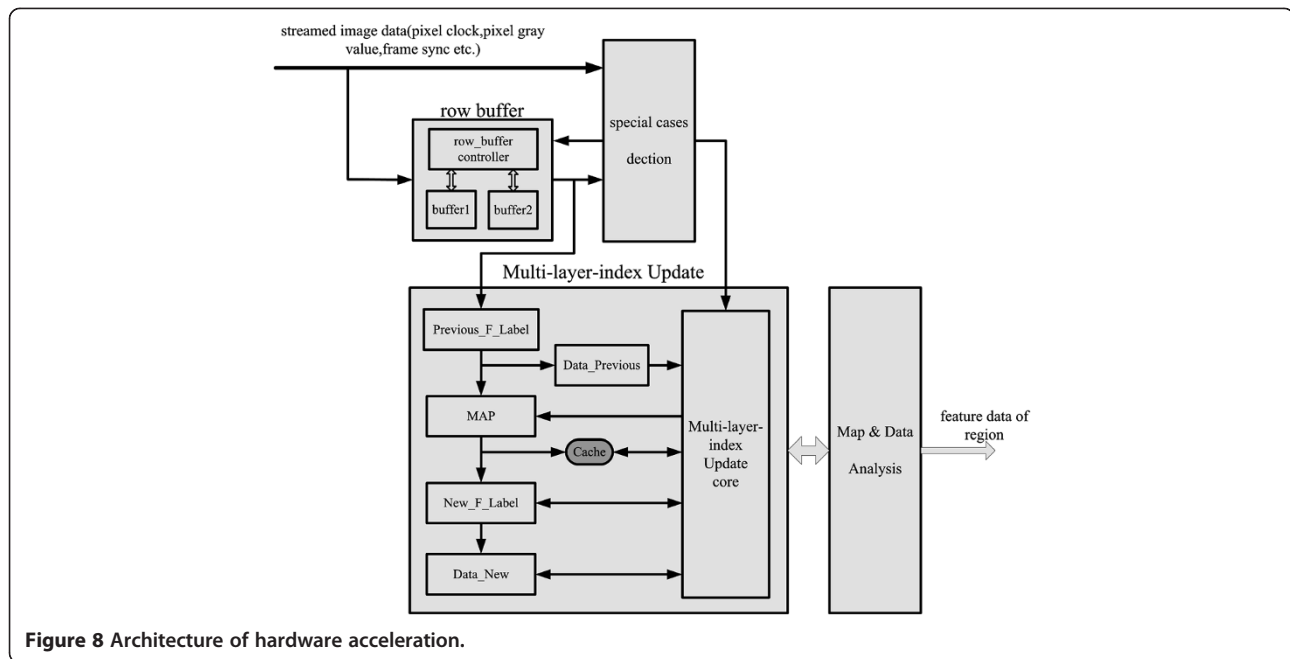 streamed image data(pixel clock,pixel gray
value,frame sync etc.)
row buffer
row_buffer
controller
buffer1
buffer2
special cases
dection
Multi-layer-index Update
Previous_F_Label
Data_Previous
MAP
Cache
New_F_Label
Data_New
Multi-layer-
index
Update
core
Map & Data
Analysis
feature data of
region
Figure 8 Architecture of hardware acceleration.